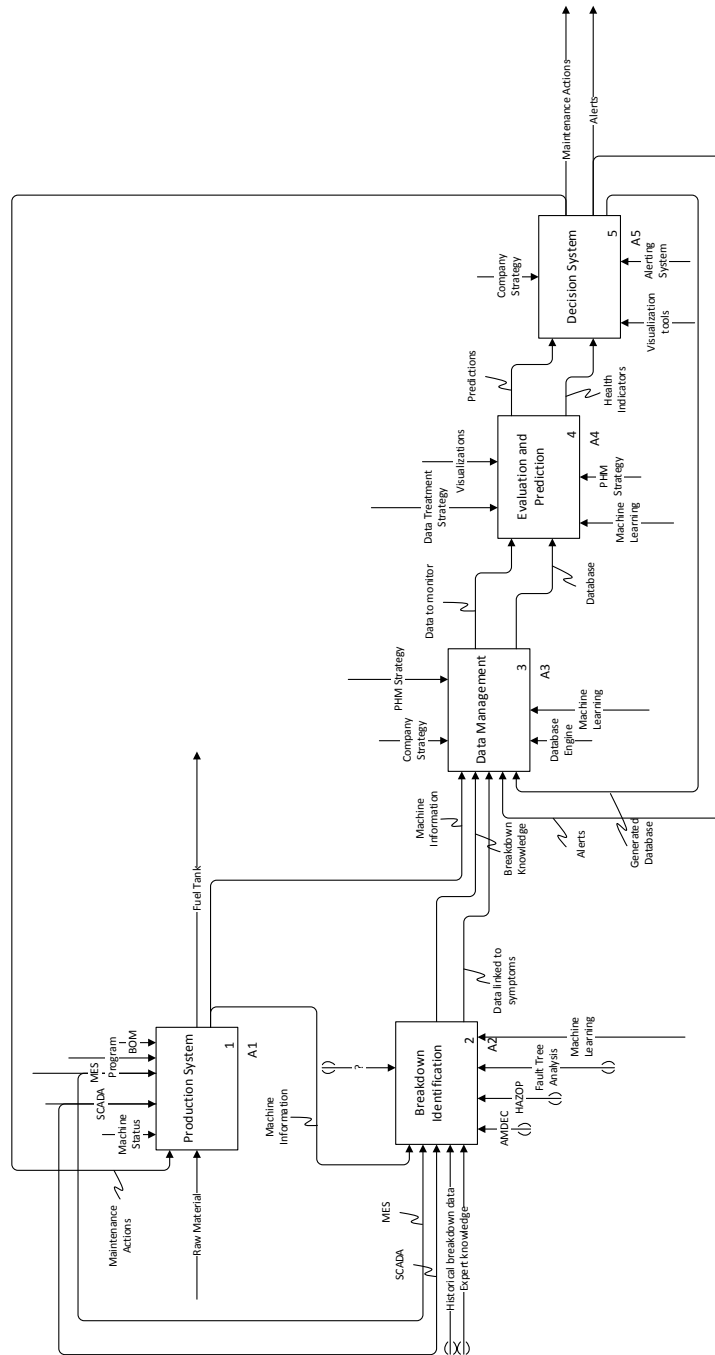 Maintenance
Actions
Raw Material
Machine
Status
SCADA
MES
Program
BOM
Production System
1
A1
Fuel Tank
Machine
Information
Machine
Information
MES
SCADA
Historical breakdown data
Expert knowledge
?
Breakdown
Identification
2
A2
AMDEC
HAZOP
Fault Tree
Analysis
Machine
Learning
Breakdown
Knowledge
Data linked to
symptoms
Company
Strategy
PHM Strategy
Data Management
3
A3
Database
Engine
Machine
Learning
Alerts
Generated
Database
Data to monitor
Database
Data Treatment
Strategy
Visualizations
Evaluation and
Prediction
4
A4
Machine
Learning
PHM
Strategy
Predictions
Health
Indicators
Company
Strategy
Decision System
5
A5
Visualization
tools
Alerting
System
Maintenance Actions
Alerts